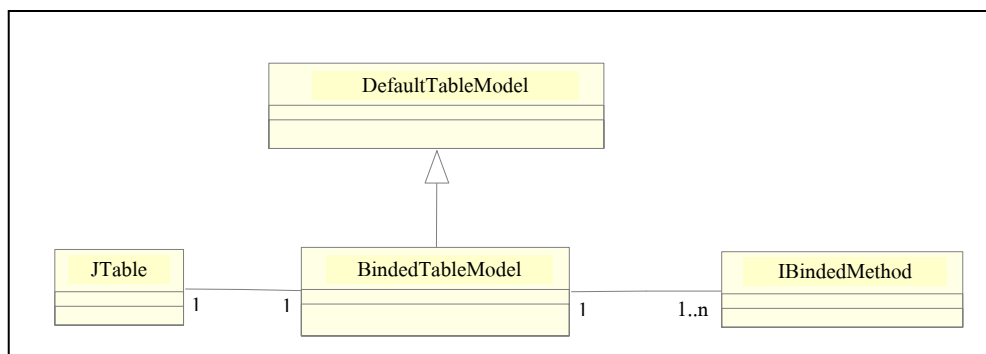 DefaultTableModel
JTable
BindedTableModel
IBindedMethod
1
1
1
1..n